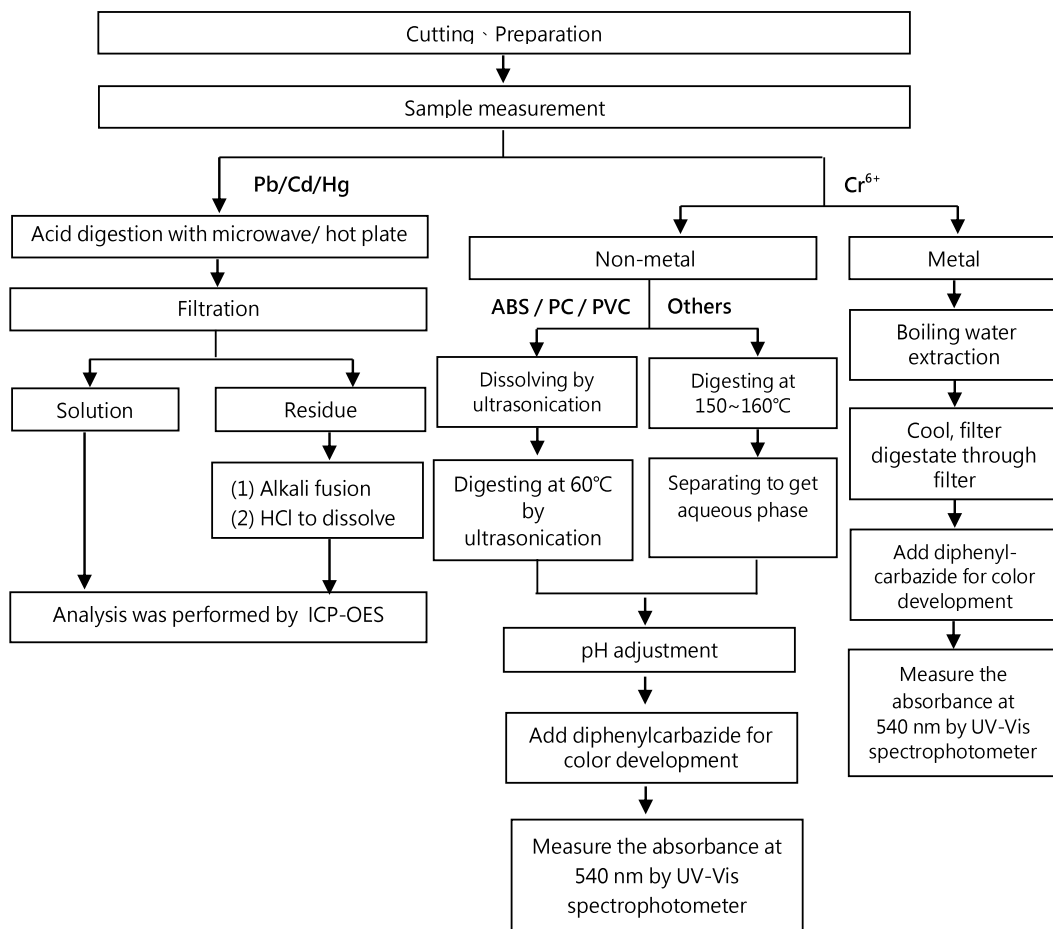 Cutting、Preparation
Sample measurement
Pb/Cd/Hg
Cr⁶⁺
Acid digestion with microwave/ hot plate
Filtration
Solution
Residue
(1) Alkali fusion
(2) HCl to dissolve
Analysis was performed by ICP-OES
Non-metal
ABS / PC / PVC
Others
Dissolving by
ultrasonication
Digesting at
150~160℃
Digesting at 60℃
by
ultrasonication
Separating to get
aqueous phase
pH adjustment
Add diphenylcarbazide for
color development
Measure the absorbance at
540 nm by UV-Vis
spectrophotometer
Metal
Boiling water
extraction
Cool, filter
digestate through
filter
Add diphenyl-
carbazide for color
development
Measure the
absorbance at
540 nm by UV-Vis
spectrophotometer